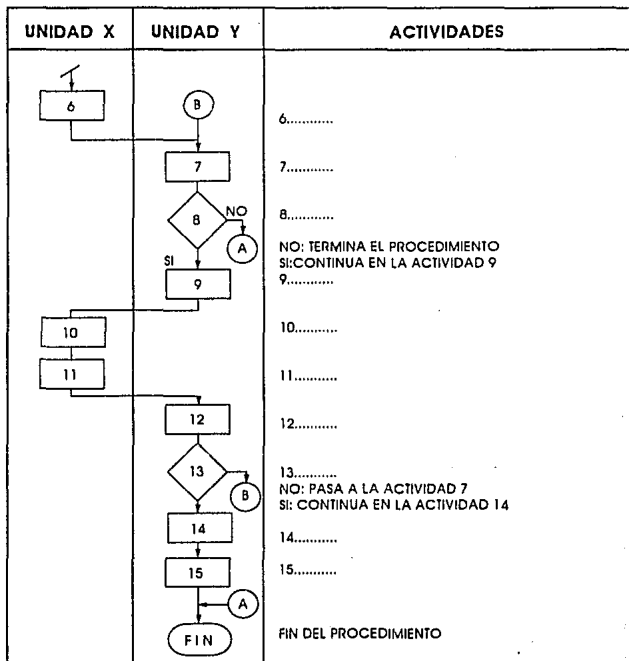 UNIDAD X UNIDAD Y ACTIVIDADES
6 B 6............
7 7............
8 NO 8............
A NO: TERMINA EL PROCEDIMIENTO
SI SI:CONTINUA EN LA ACTIVIDAD 9
9 9............
10 10...........
11 11...........
12 12...........
13 13...........
B NO: PASA A LA ACTIVIDAD 7
SI: CONTINUA EN LA ACTIVIDAD 14
14 14...........
15 15...........
A
FIN FIN DEL PROCEDIMIENTO